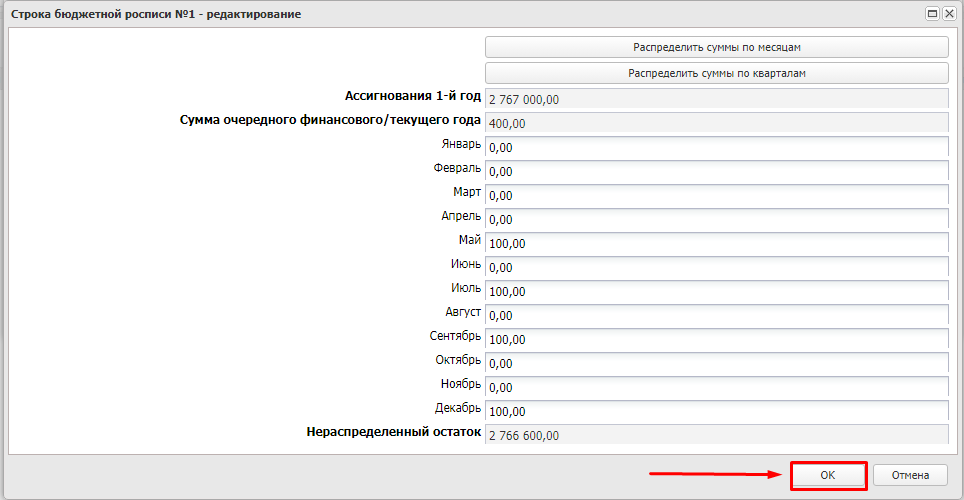 Строка бюджетной росписи №1 - редактирование
Распределить суммы по месяцам
Распределить суммы по кварталам
Ассигнования 1-й год 2 767 000,00
Сумма очередного финансового/текущего года 400,00
Январь 0,00
Февраль 0,00
Март 0,00
Апрель 0,00
Май 100,00
Июнь 0,00
Июль 100,00
Август 0,00
Сентябрь 100,00
Октябрь 0,00
Ноябрь 0,00
Декабрь 100,00
Нераспределенный остаток 2 766 600,00
ОК Отмена